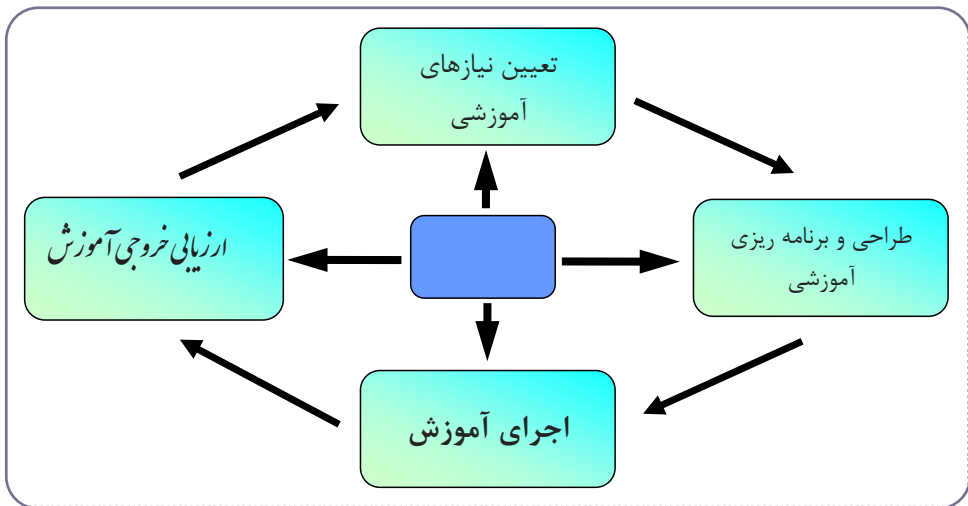 تعیین نیازهای
آموزشی
طراحی و برنامه ریزی
آموزشی
اجرای آموزش
ارزیابی خروجی آموزش